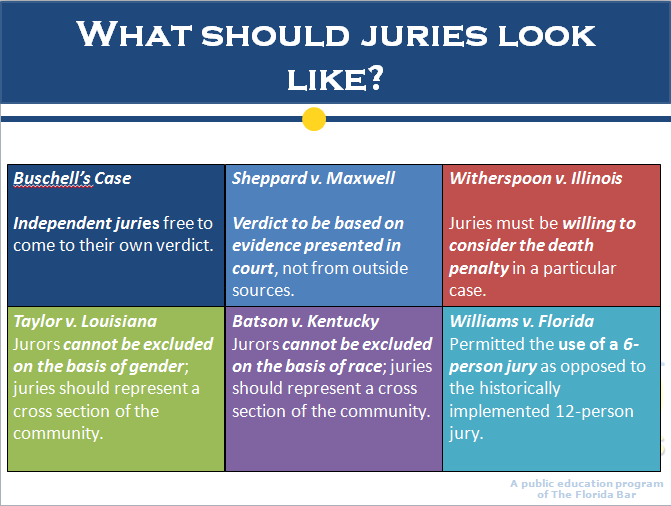 WHAT SHOULD JURIES LOOK
LIKE?
Buschell's Case
Independent juries free to
come to their own verdict.
Sheppard v. Maxwell
Verdict to be based on
evidence presented in
court, not from outside
sources.
Witherspoon v. Illinois
Juries must be willing to
consider the death
penalty in a particular
case.
Taylor v. Louisiana
Jurors cannot be excluded
on the basis of gender;
juries should represent a
cross section of the
community.
Batson v. Kentucky
Jurors cannot be excluded
on the basis of race; juries
should represent a cross
section of the community.
Williams v. Florida
Permitted the use of a 6-
person jury as opposed to
the historically
implemented 12-person
jury.
A public education program
of The Florida Bar